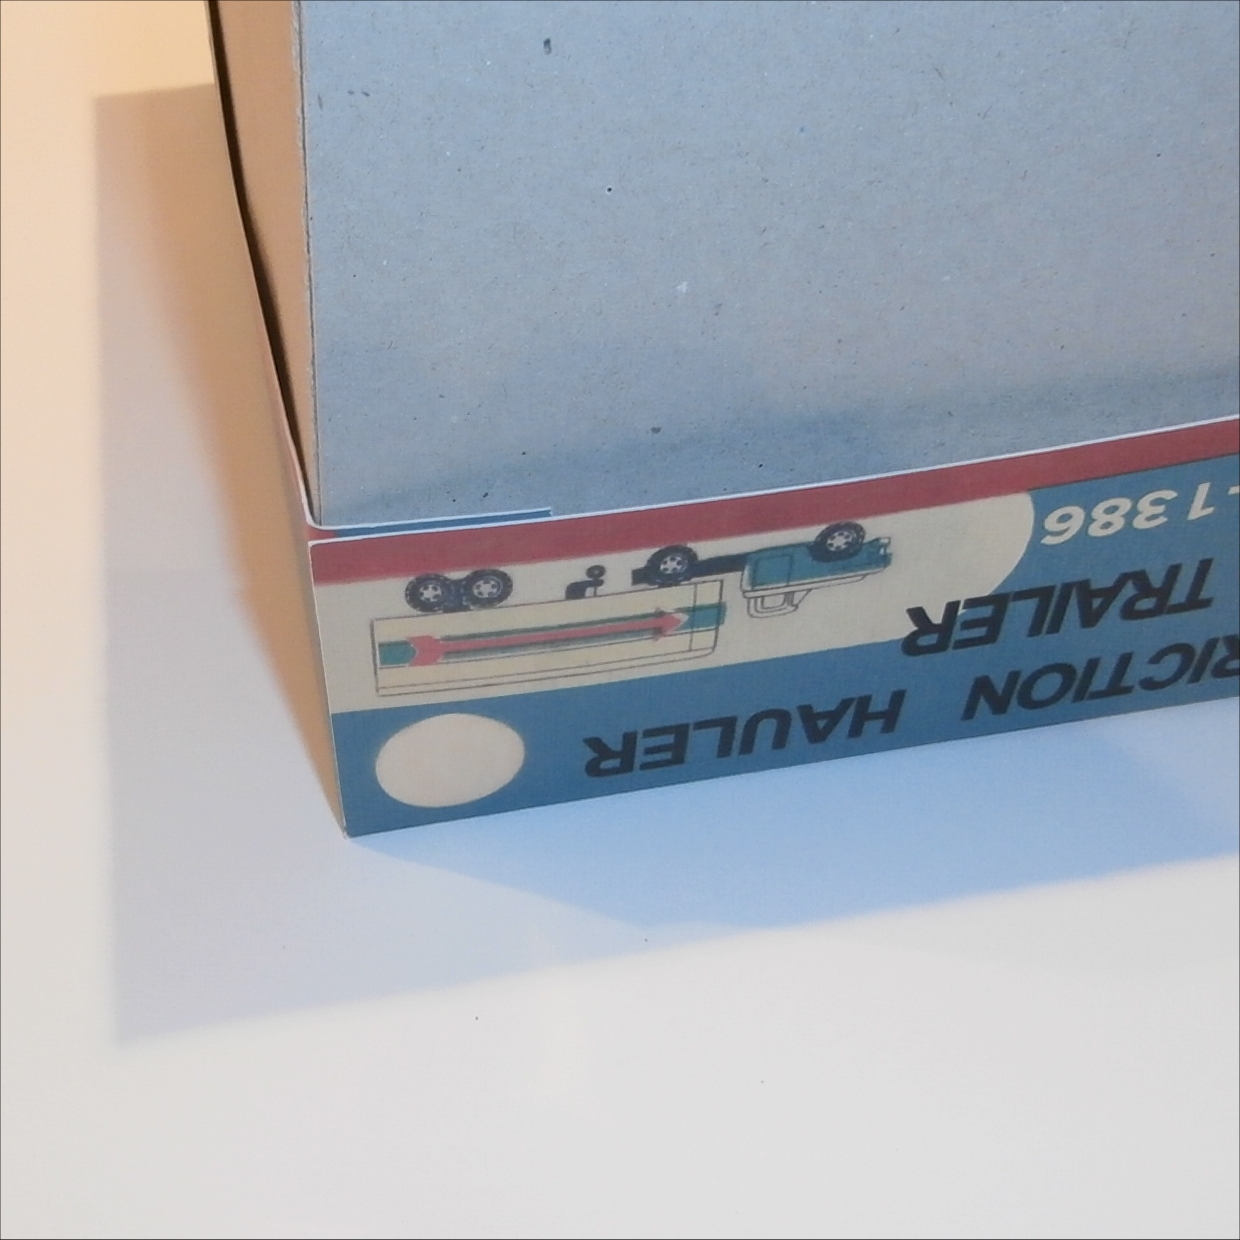 RICTION HAULER
TRAILER
-1386